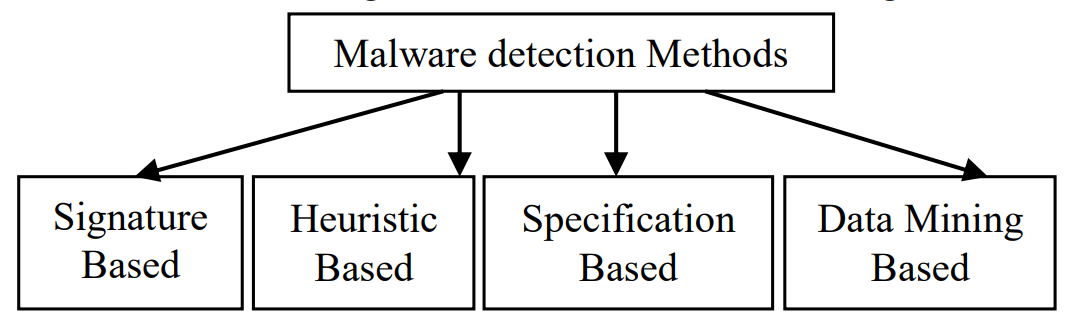 Malware detection Methods
Signature
Based
Heuristic
Based
Specification
Based
Data Mining
Based